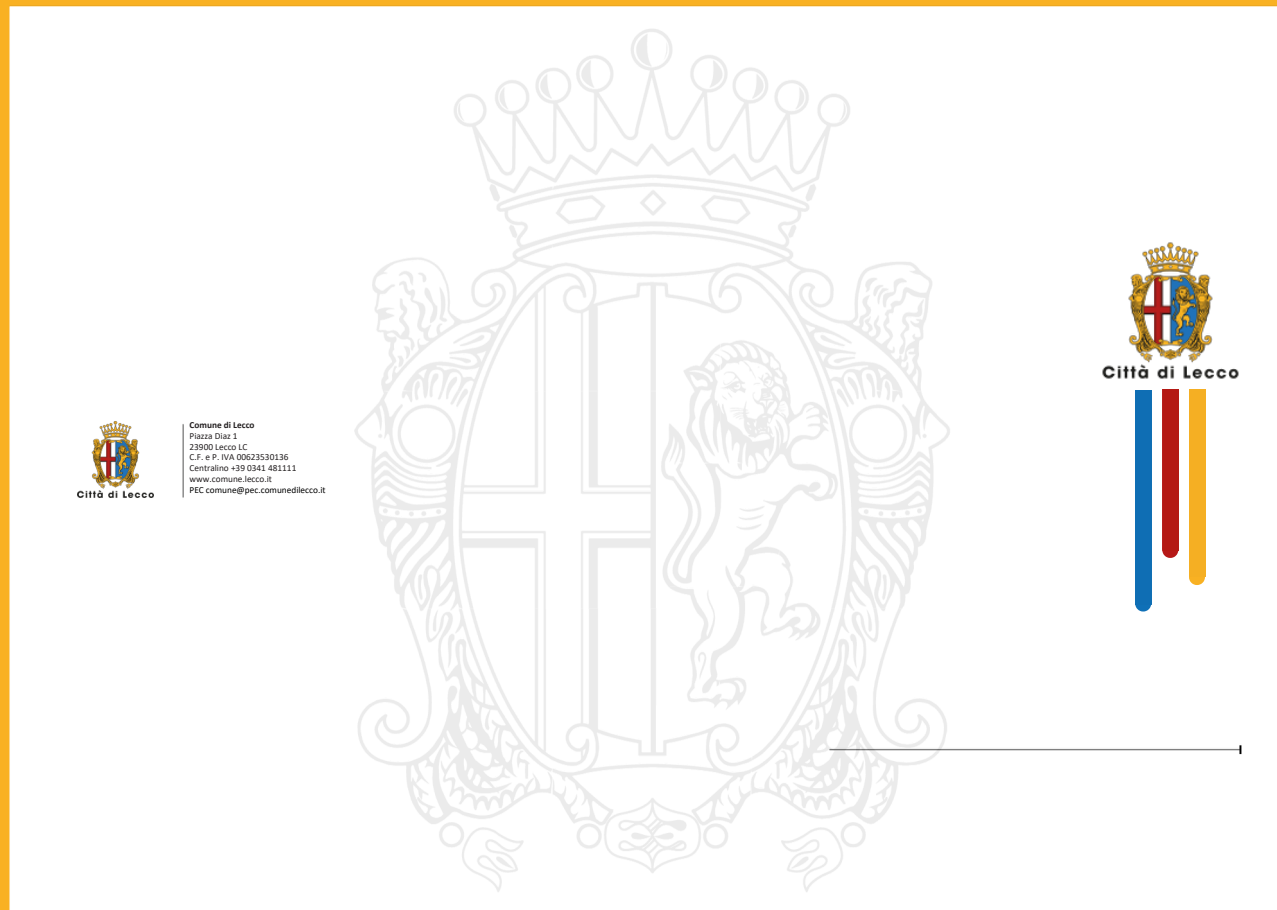 Città di Lecco
Comune di Lecco
Piazza Diaz 1
23900 Lecco LC
C.F. e P. IVA 00623530136
Centralino +39 0341 481111
www.comune.lecco.it
PEC comune@pec.comunedilecco.it
Città di Lecco